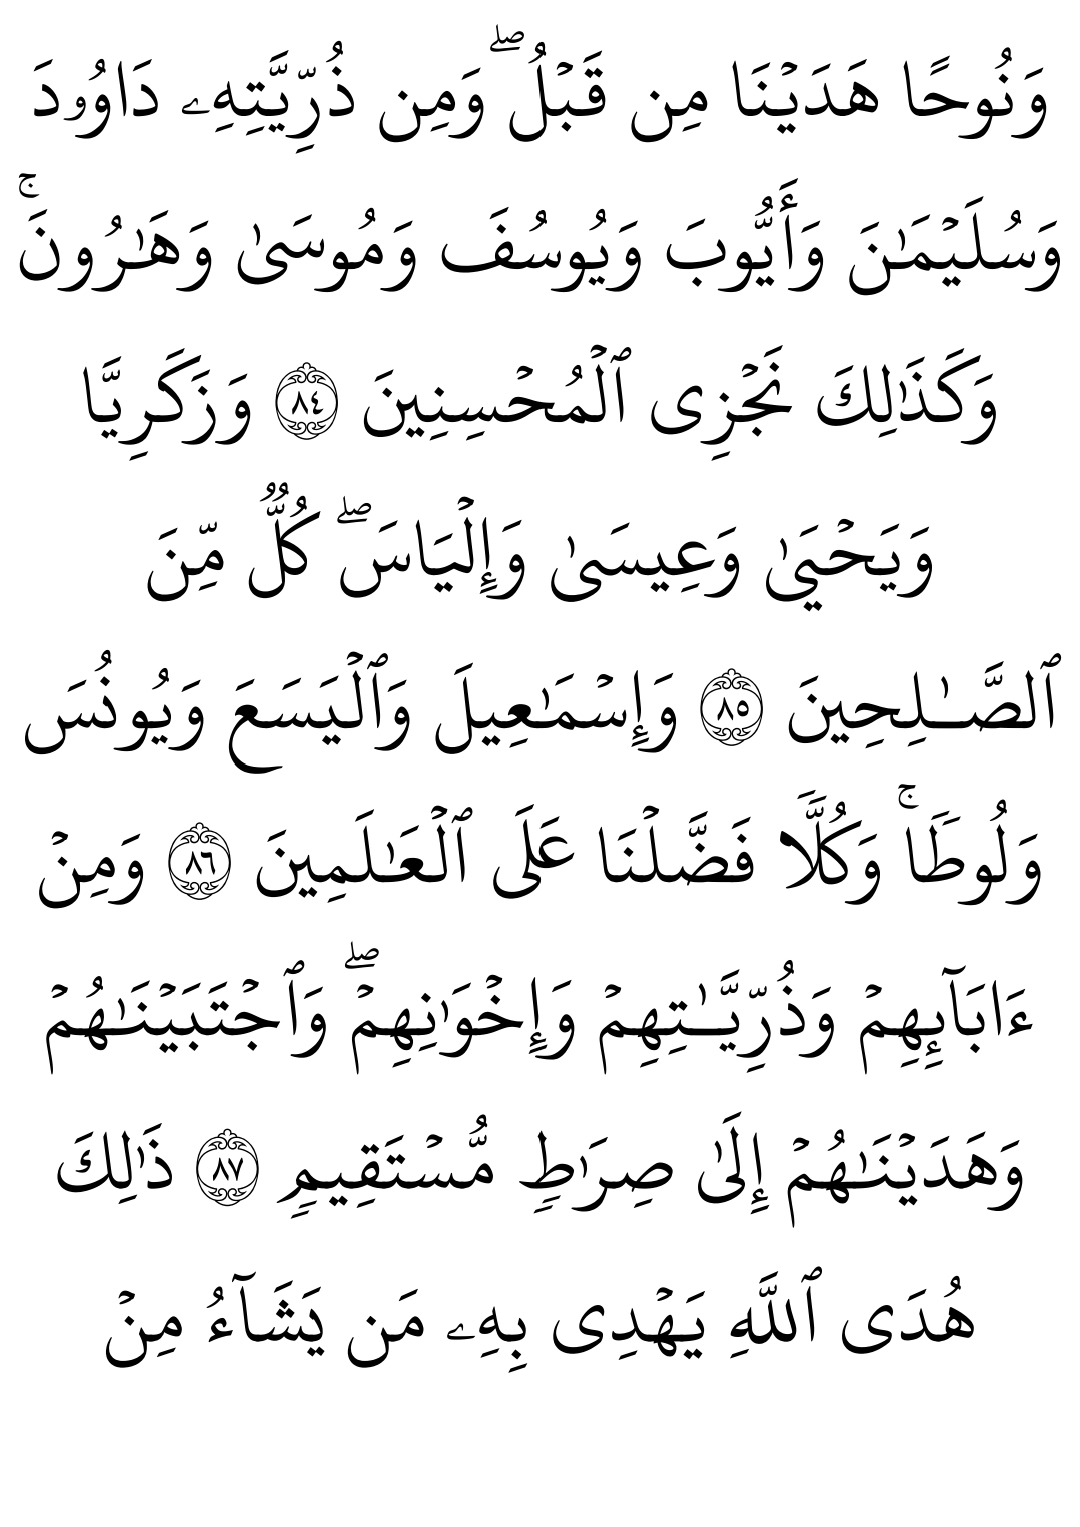 وَنُوحًا هَدَيْنَا مِن قَبْلُ ۖ وَمِن ذُرِّيَّتِهِۦ دَاوُۥدَ
وَسُلَيْمَـٰنَ وَأَيُّوبَ وَيُوسُفَ وَمُوسَىٰ وَهَـٰرُونَ ۚ
وَكَذَٰلِكَ نَجْزِى ٱلْمُحْسِنِينَ ٨٤ وَزَكَرِيَّا
وَيَحْيَىٰ وَعِيسَىٰ وَإِلْيَاسَ ۖ كُلٌّ مِّنَ
ٱلصَّـٰلِحِينَ ٨٥ وَإِسْمَـٰعِيلَ وَٱلْيَسَعَ وَيُونُسَ
وَلُوطًا ۚ وَكُلًّا فَضَّلْنَا عَلَى ٱلْعَـٰلَمِينَ ٨٦ وَمِنْ
ءَابَآئِهِمْ وَذُرِّيَّـٰتِهِمْ وَإِخْوَٰنِهِمْ ۖ وَٱجْتَبَيْنَـٰهُمْ
وَهَدَيْنَـٰهُمْ إِلَىٰ صِرَٰطٍ مُّسْتَقِيمٍ ٨٧ ذَٰلِكَ
هُدَى ٱللَّهِ يَهْدِى بِهِۦ مَن يَشَآءُ مِنْ